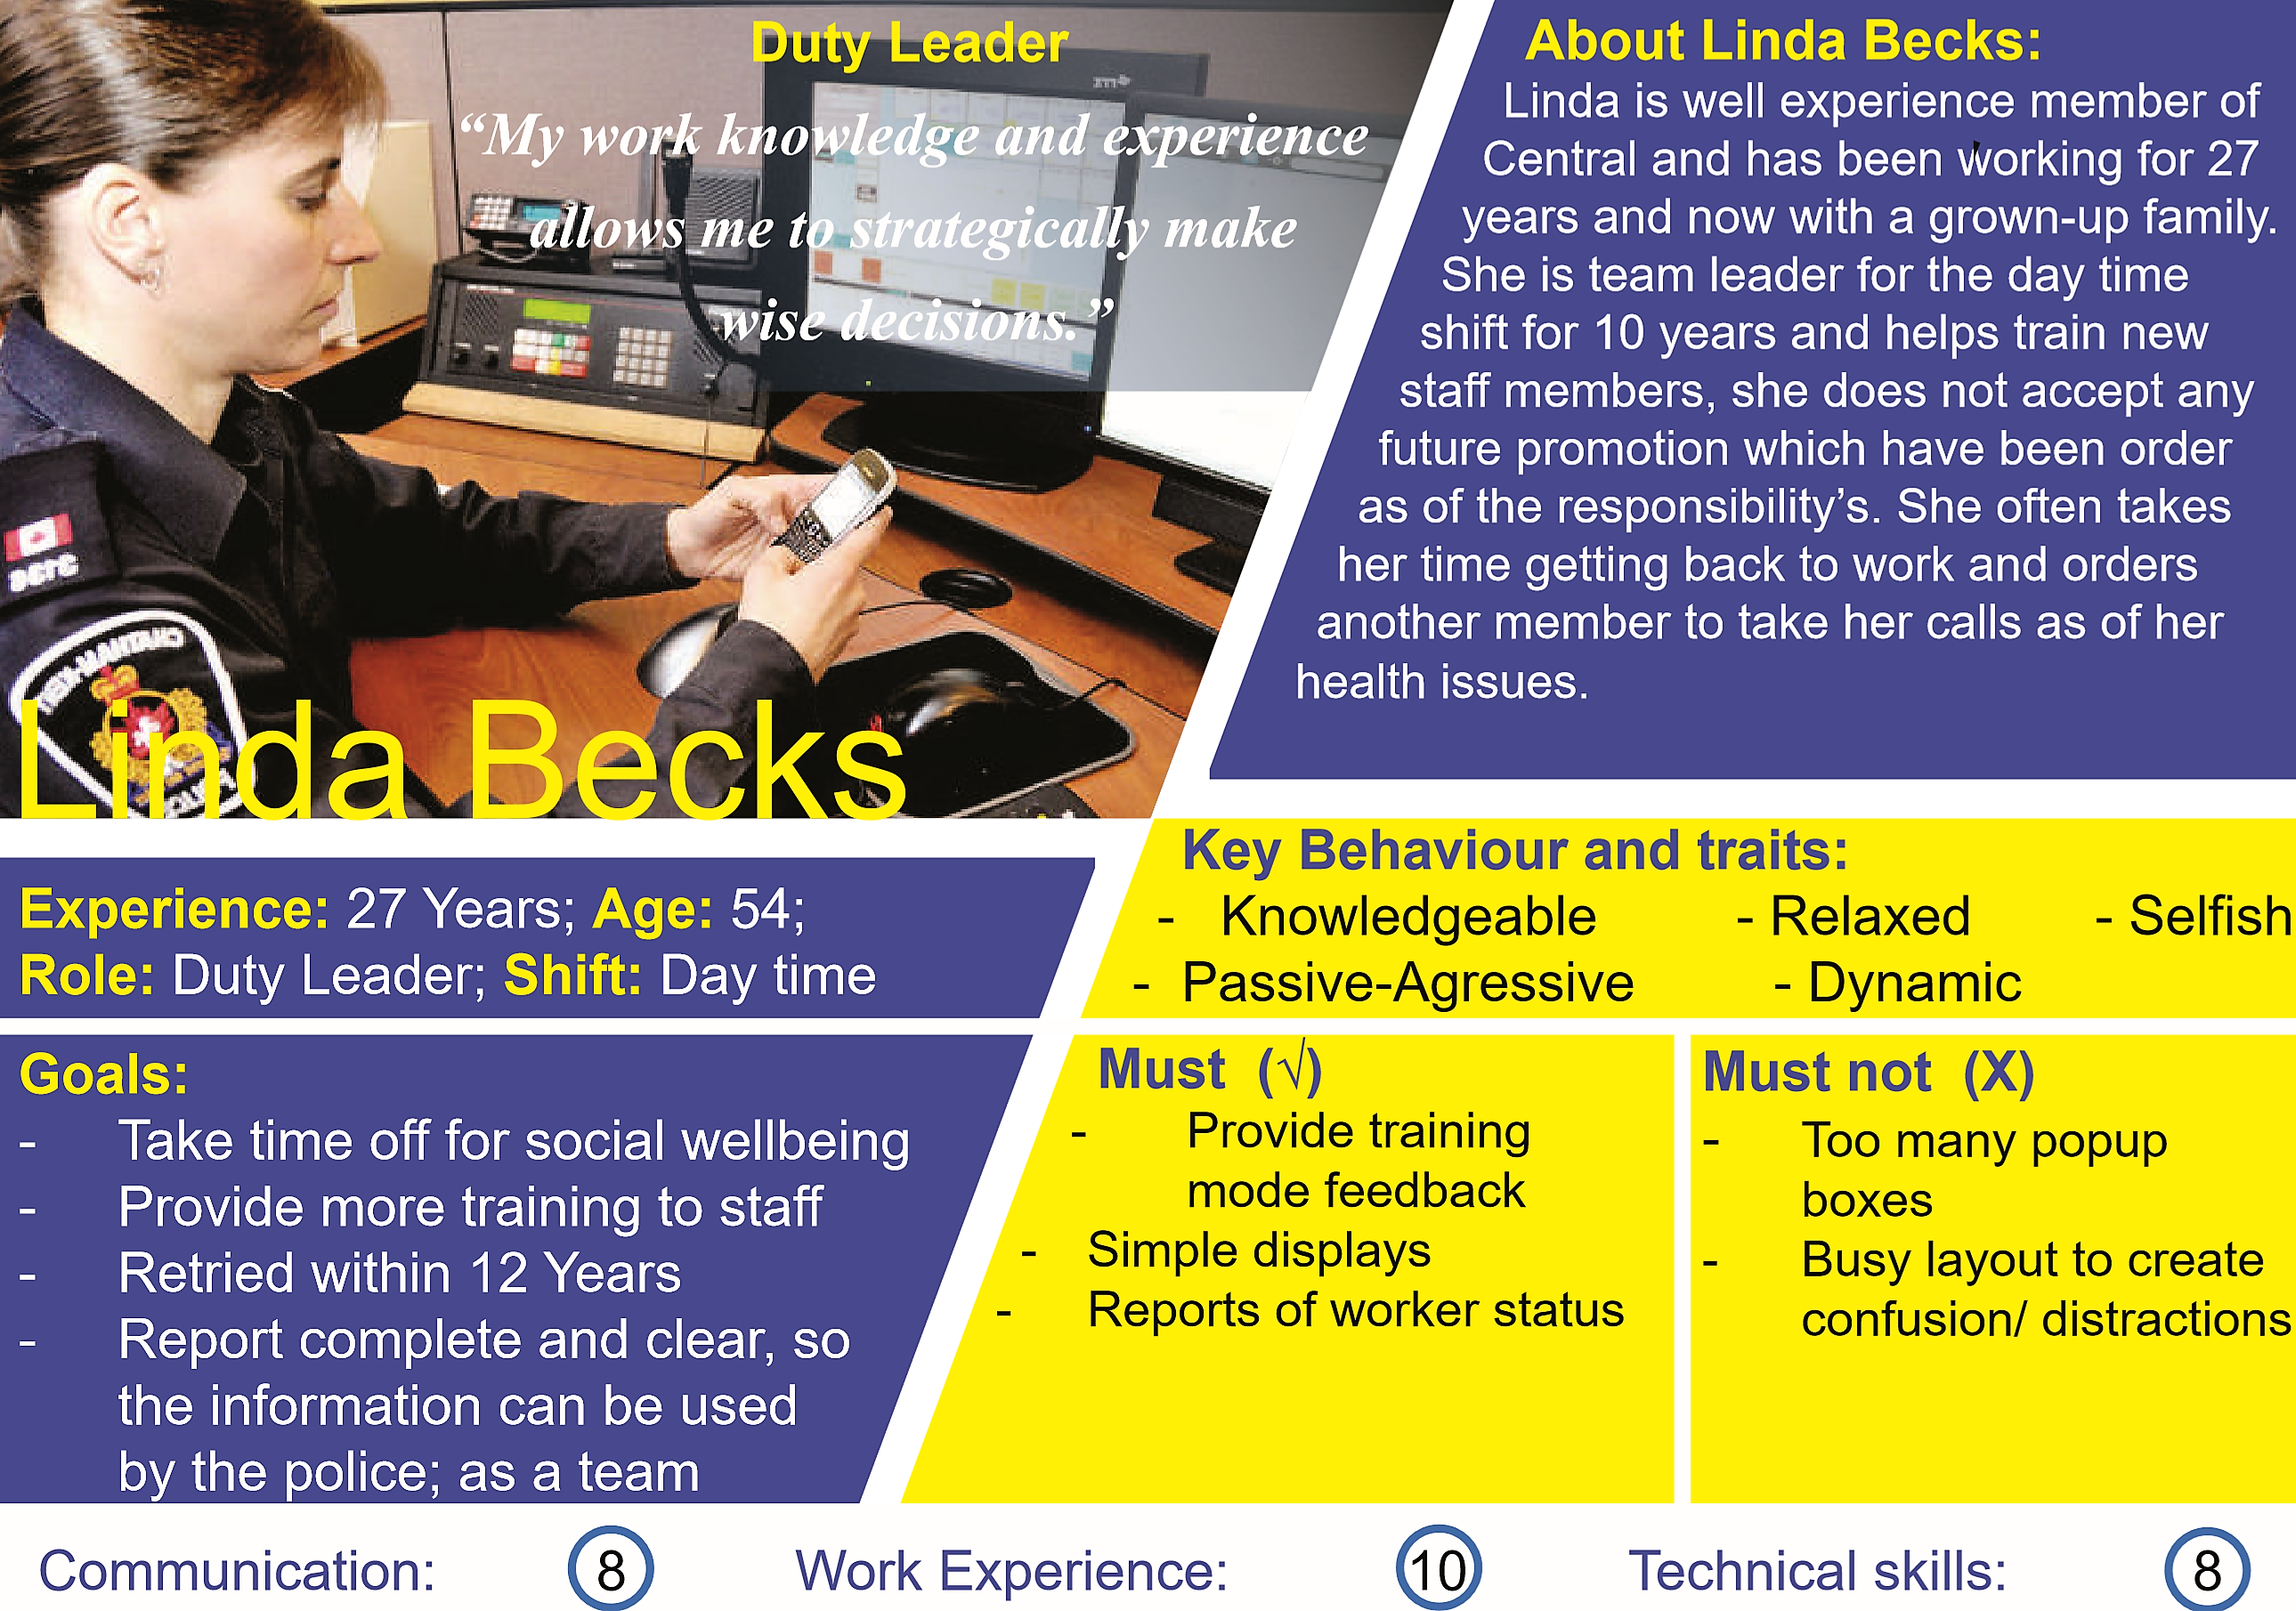 Duty Leader
“My work knowledge and experience
allows me to strategically make
wise decisions.”
Linda Becks
About Linda Becks:
Linda is well experience member of
Central and has been working for 27
years and now with a grown-up family.
She is team leader for the day time
shift for 10 years and helps train new
staff members, she does not accept any
future promotion which have been order
as of the responsibility’s. She often takes
her time getting back to work and orders
another member to take her calls as of her
health issues.
Experience: 27 Years; Age: 54;
Role: Duty Leader; Shift: Day time
Key Behaviour and traits:
- Knowledgeable - Relaxed - Selfish
- Passive-Agressive - Dynamic
Goals:
- Take time off for social wellbeing
- Provide more training to staff
- Retried within 12 Years
- Report complete and clear, so
the information can be used
by the police; as a team
Must (√)
- Provide training
mode feedback
- Simple displays
- Reports of worker status
Must not (X)
- Too many popup
boxes
- Busy layout to create
confusion/ distractions
Communication: 8 Work Experience: 10 Technical skills: 8